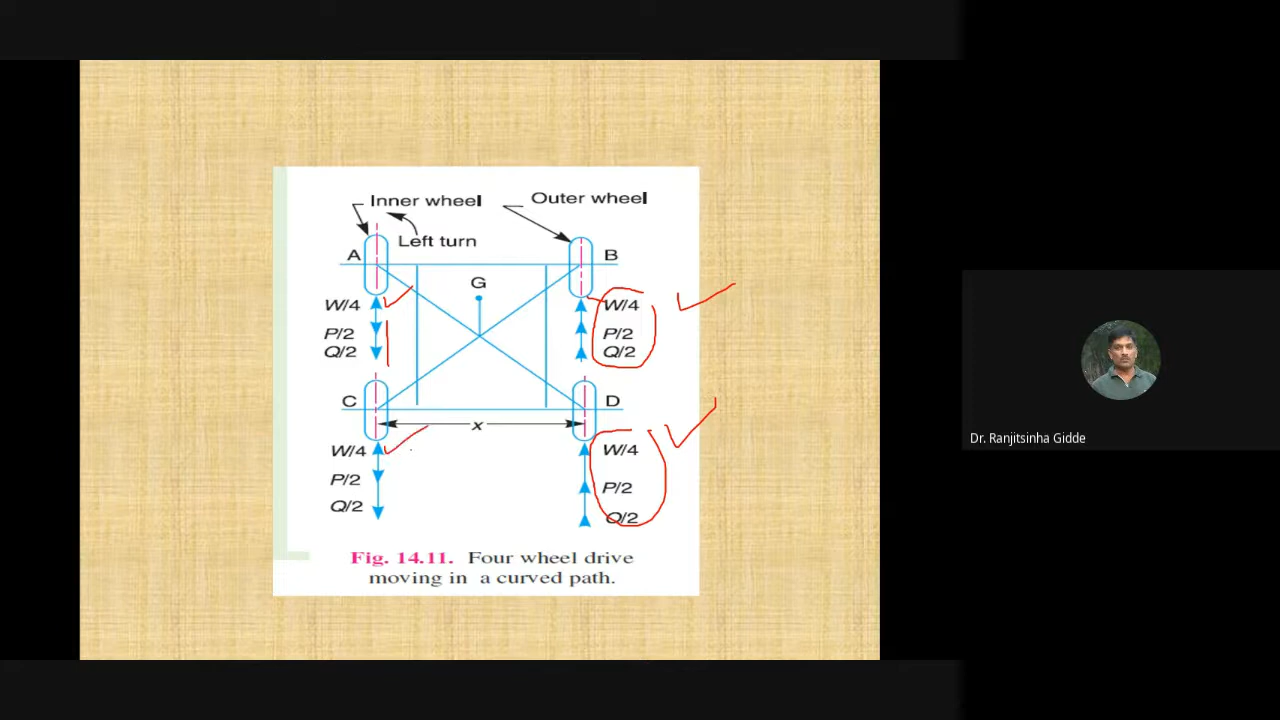 Inner wheel
Outer wheel
Left turn
A
B
G
W/4
P/2
Q/2
W/4
P/2
Q/2
C
D
x
W/4
P/2
Q/2
W/4
P/2
Q/2
Fig. 14.11. Four wheel drive
moving in a curved path.
Dr. Ranjitsinha Gidde